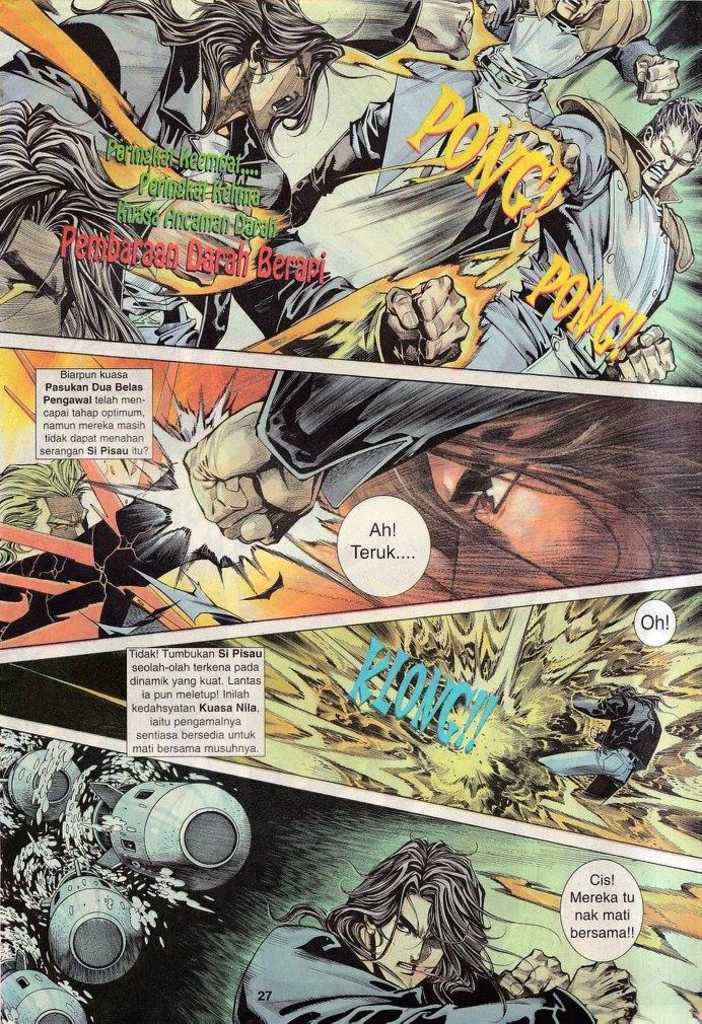 Peringkat Keempat....
Peringkat Kelima
Kuasa Ancaman Darah
Pembaraan Darah Berapi
PONG!
PONG!
Biarpun kuasa
Pasukan Dua Belas
Pengawal telah men-
capai tahap optimum,
namun mereka masih
tidak dapat menahan
serangan Si Pisau itu?
Ah!
Teruk....
Oh!
Tidak! Tumbukan Si Pisau
seolah-olah terkena pada
dinamik yang kuat. Lantas
ia pun meletup! Inilah
kedahsyatan Kuasa Nila,
iaitu pengamalnya
sentiasa bersedia untuk
mati bersama musuhnya.
KLONG!!
Cis!
Mereka tu
nak mati
bersama!!
27